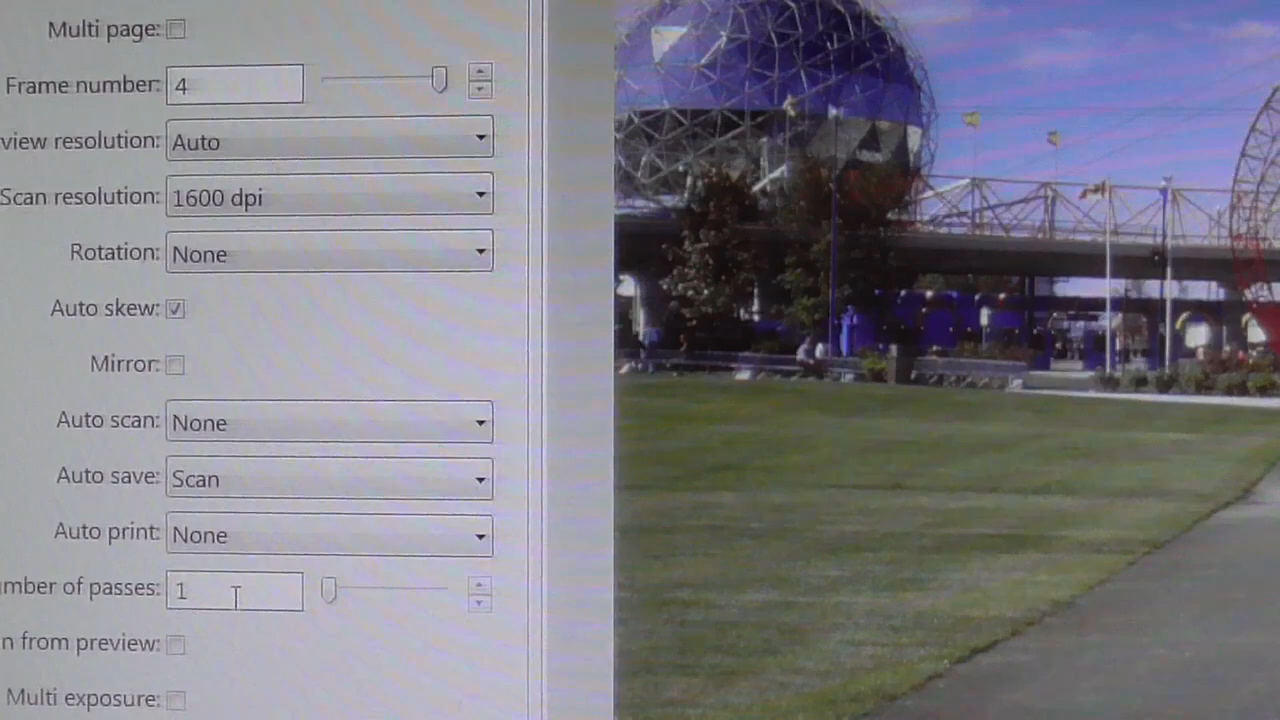 Multi page:
Frame number: 4
view resolution: Auto
Scan resolution: 1600 dpi
Rotation: None
Auto skew:
Mirror:
Auto scan: None
Auto save: Scan
Auto print: None
mber of passes: 1
n from preview:
Multi exposure: